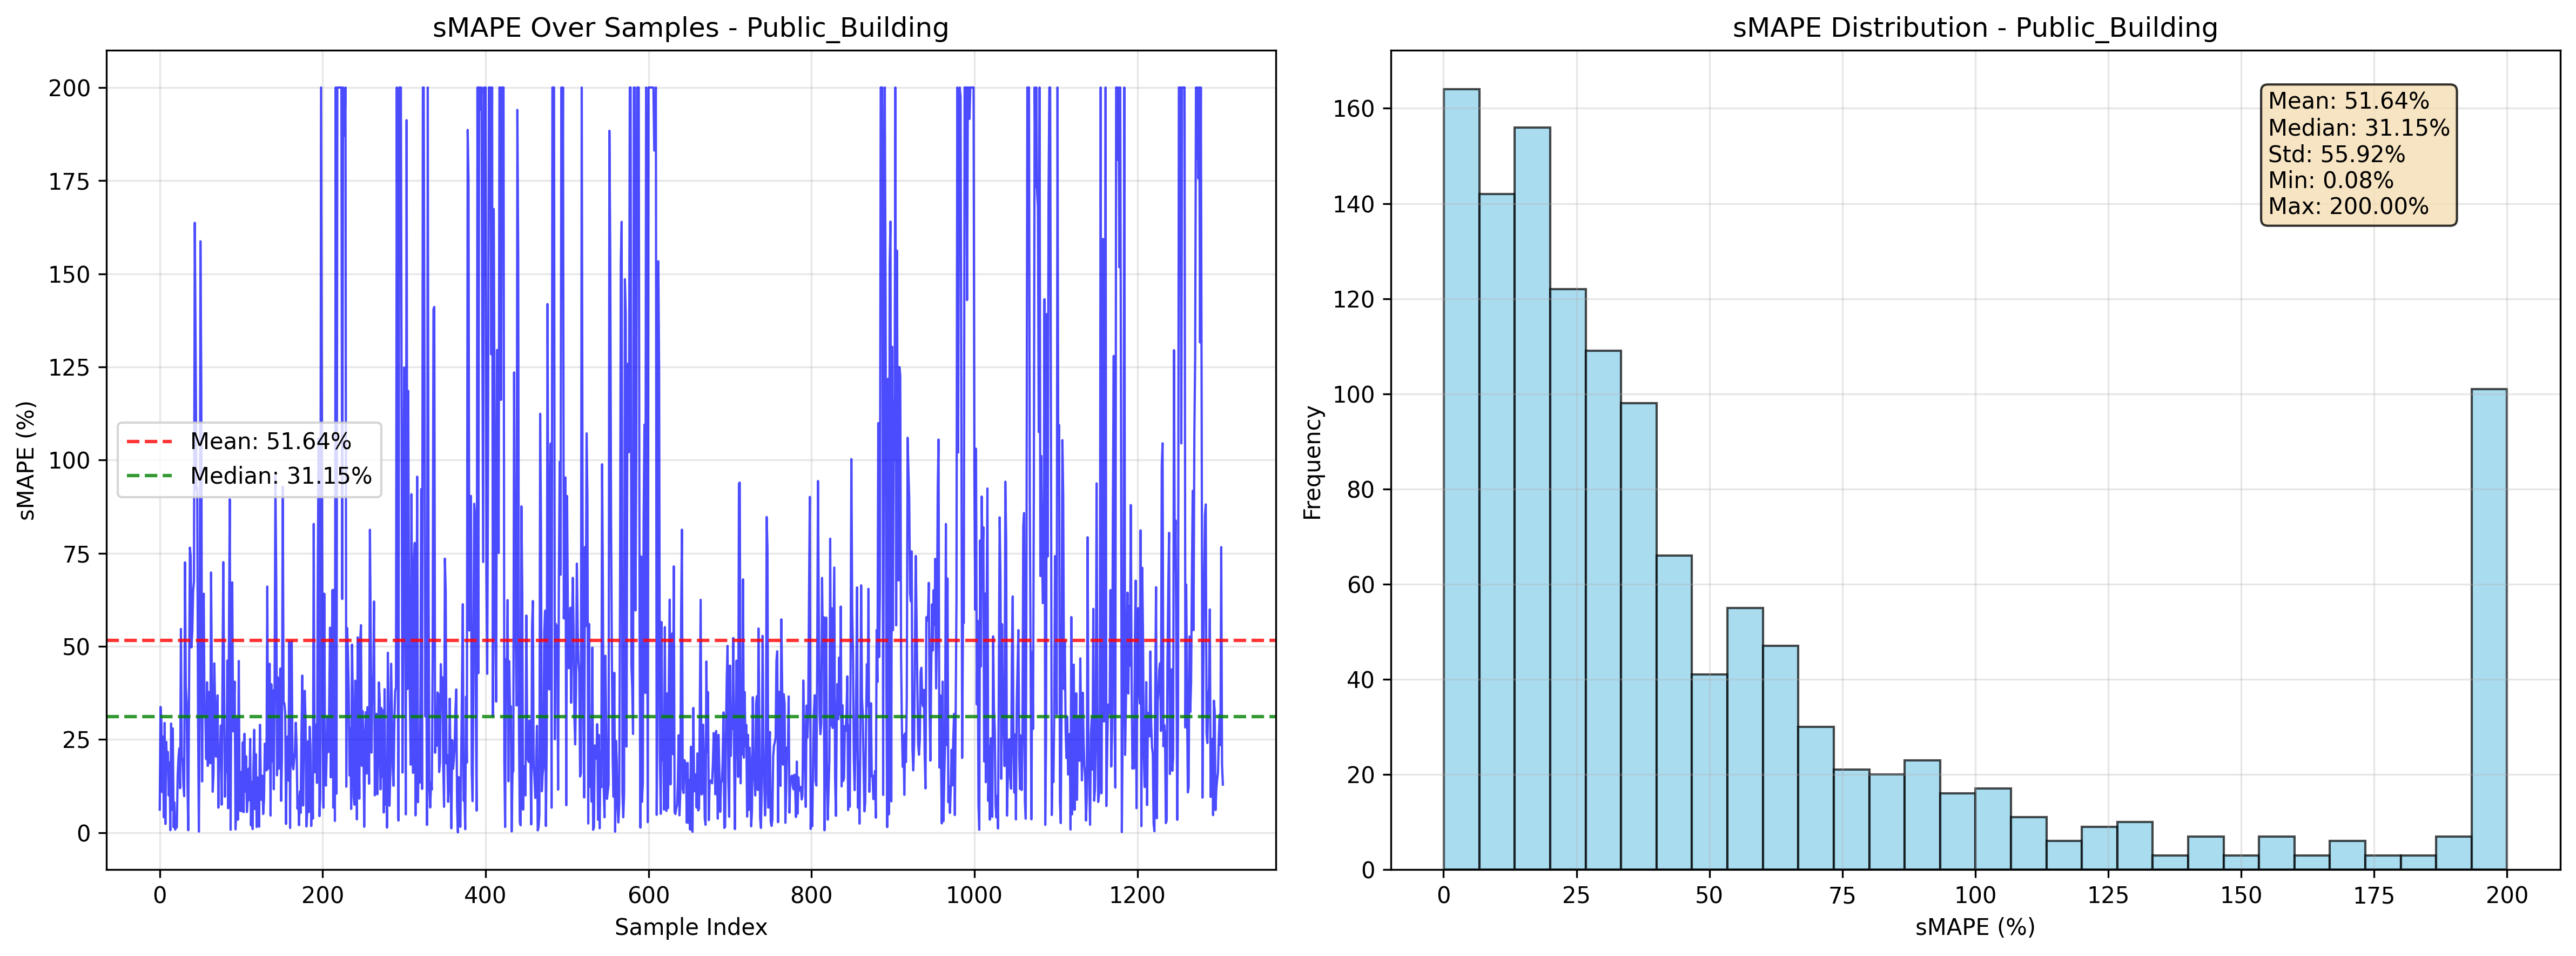 sMAPE Over Samples - Public_Building
200
175
150
125
100
75
50
25
0
sMAPE (%)
Mean: 51.64%
Median: 31.15%
0
200
400
600
800
1000
1200
Sample Index
sMAPE Distribution - Public_Building
160
140
120
100
80
60
40
20
0
Frequency
Mean: 51.64%
Median: 31.15%
Std: 55.92%
Min: 0.08%
Max: 200.00%
0
25
50
75
100
125
150
175
200
sMAPE (%)